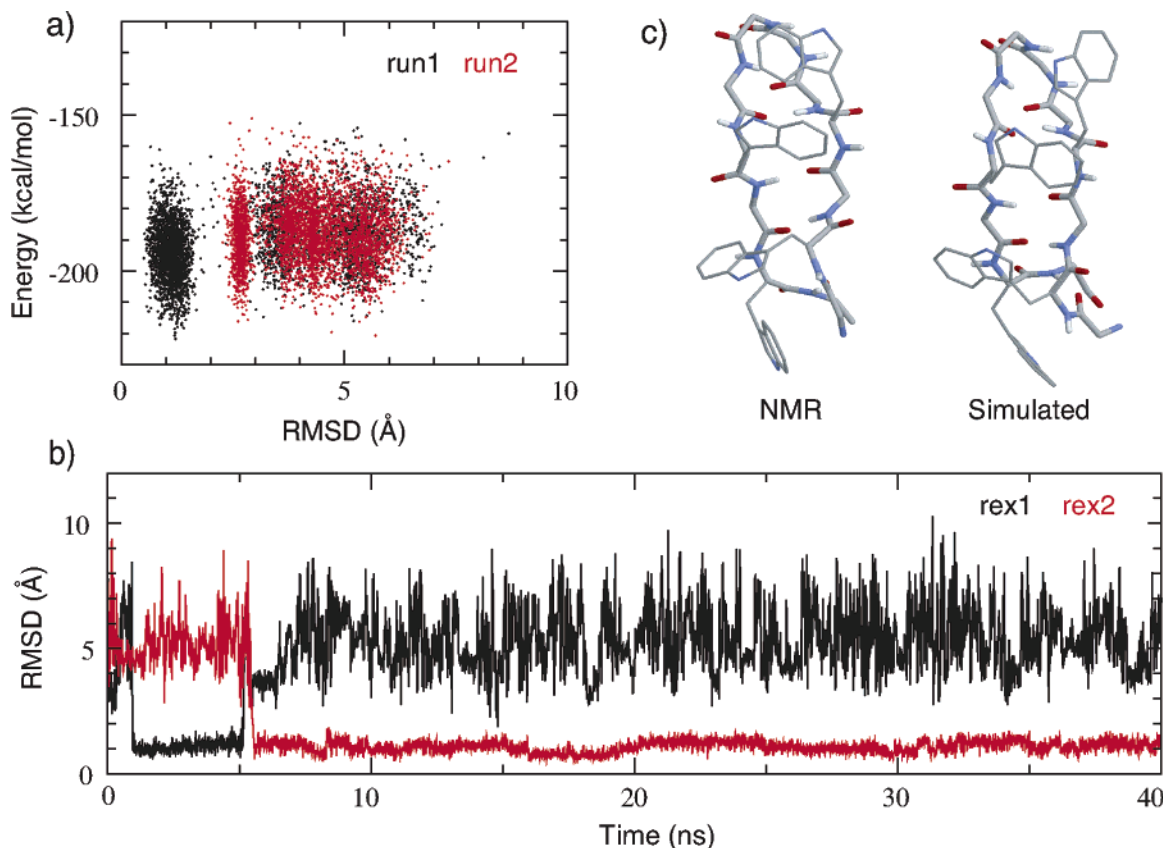 a)
run1 run2
-150
-200
Energy (kcal/mol)
0 5 10
RMSD (Å)
c)
NMR Simulated
b)
rex1 rex2
10
5
0
RMSD (Å)
0 10 20 30 40
Time (ns)